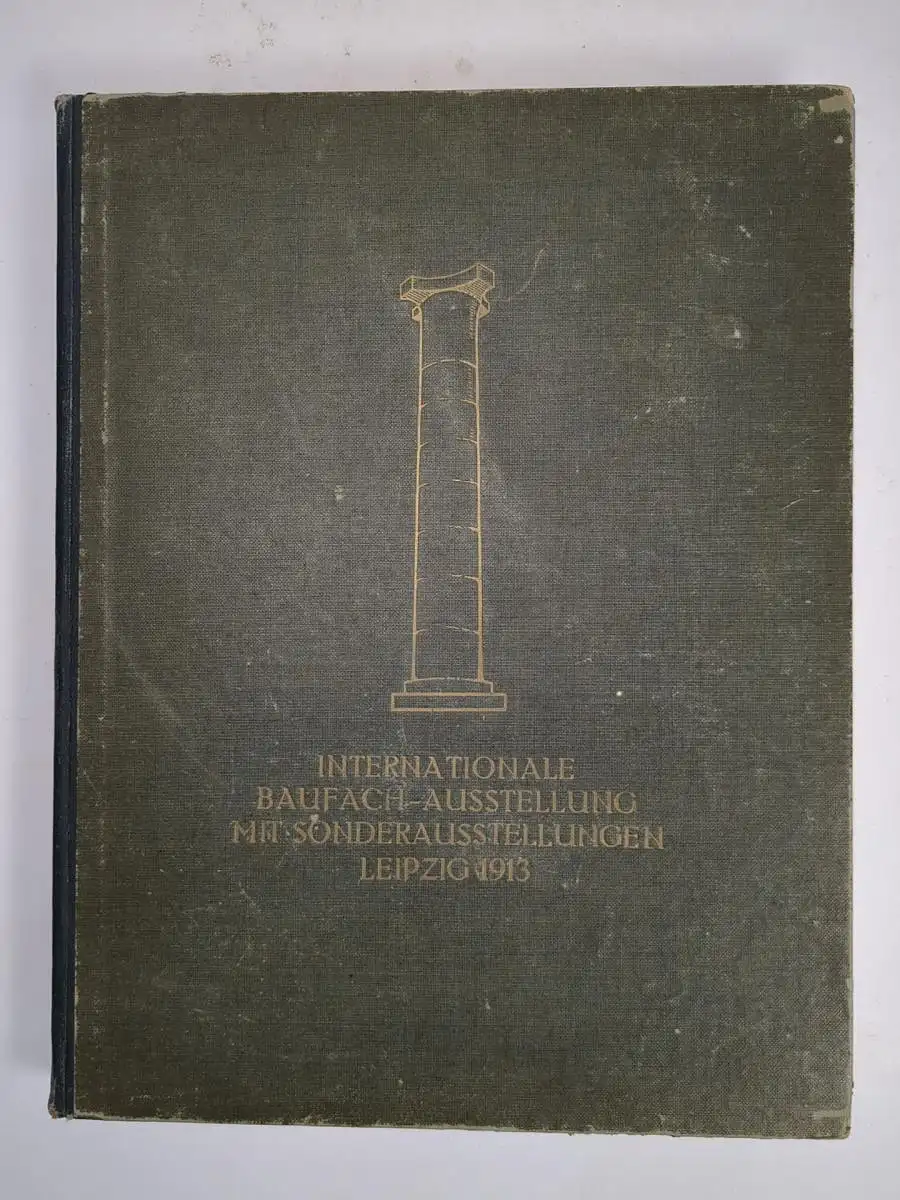 INTERNATIONALE
BAUFACH-AUSSTELLUNG
MIT·SONDERAUSSTELLUNGEN
LEIPZIG 1913